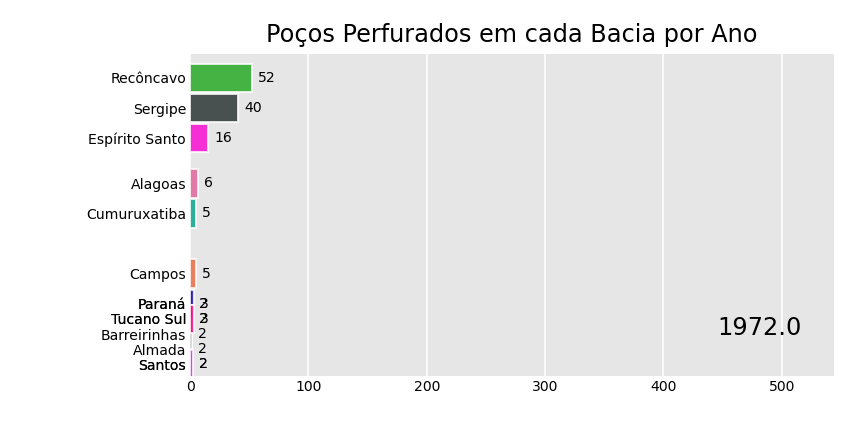 Poços Perfurados em cada Bacia por Ano
Recôncavo 52
Sergipe 40
Espírito Santo 16
Alagoas 6
Cumuruxatiba 5
Campos 5
Paraná
Tucano Sul
Barreirinhas 2
Almada 2
Santos 2
1972.0
0 100 200 300 400 500